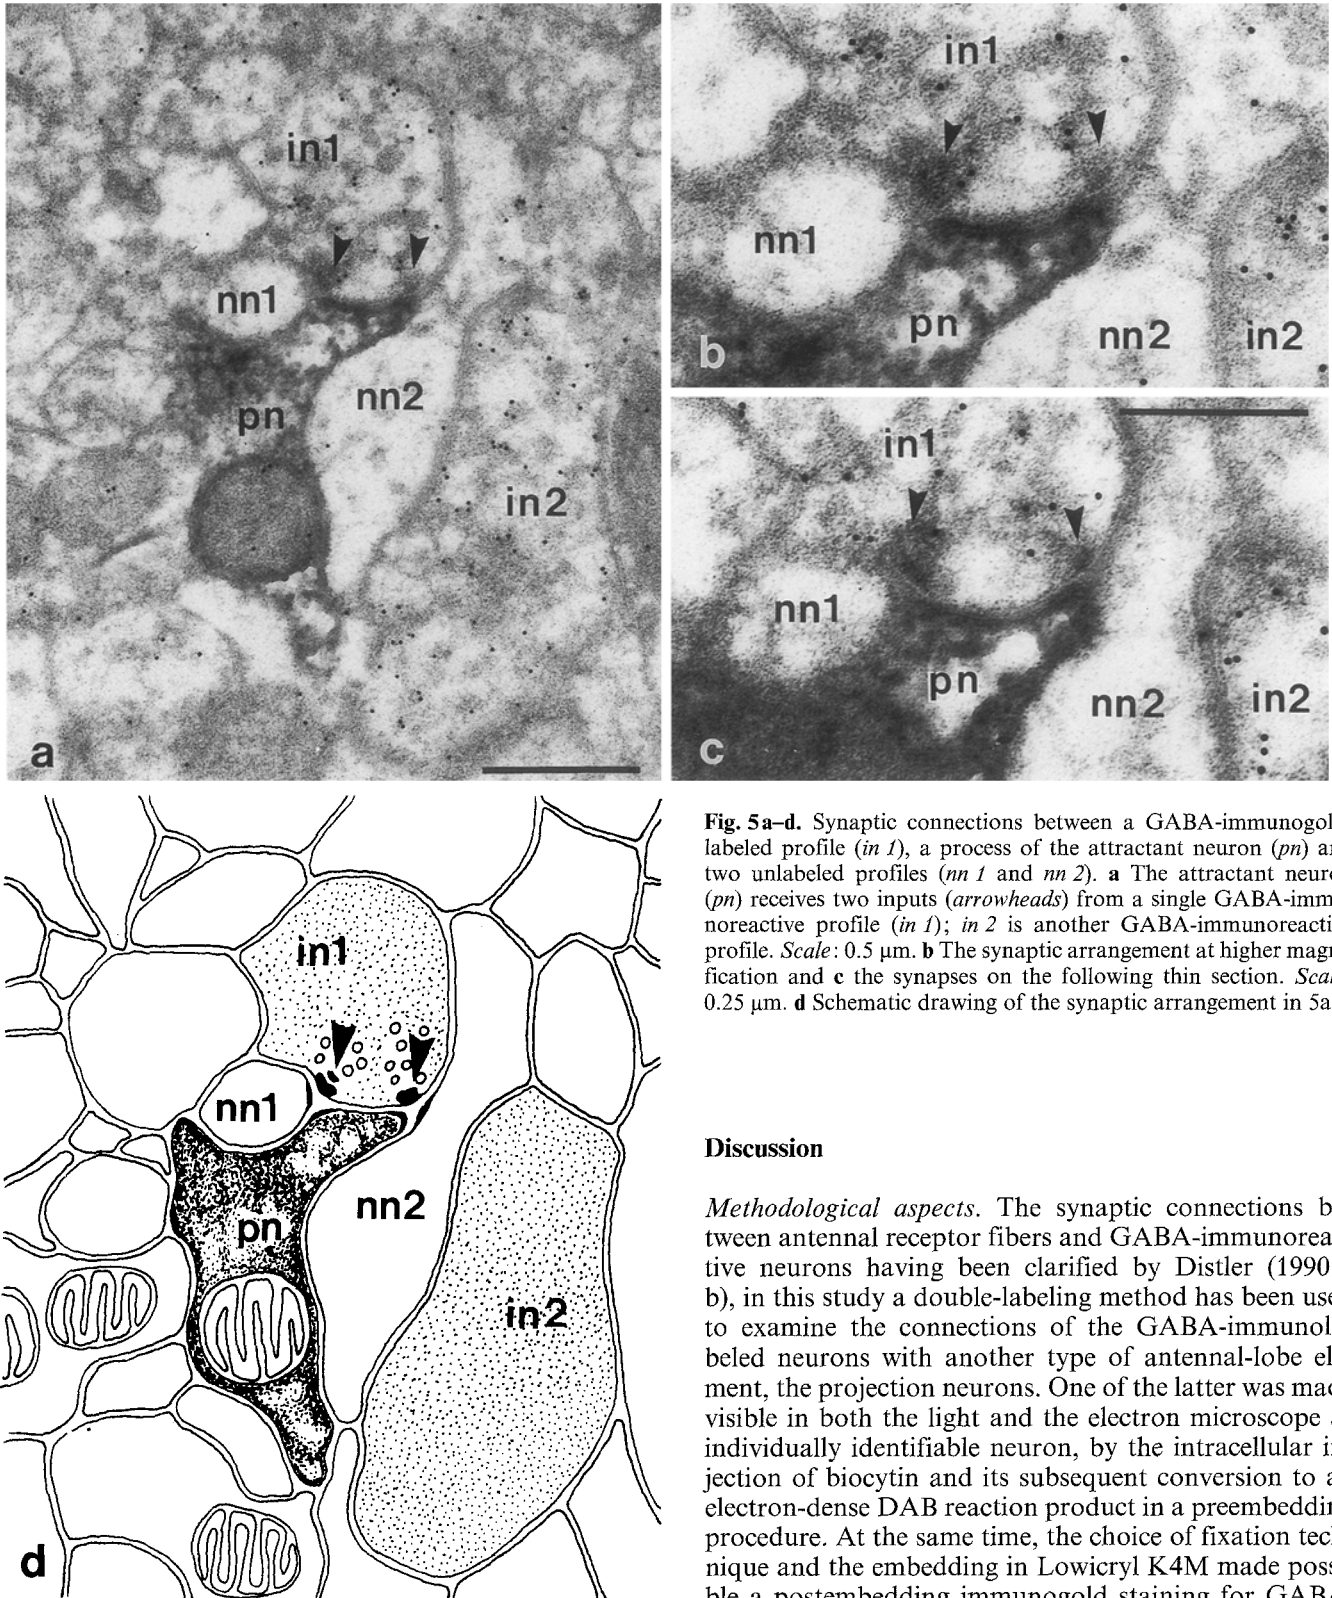 in1
nn1
pn
nn2
in2
a
in1
nn1
pn
nn2
in2
b
in1
nn1
pn
nn2
in2
c
in1
nn1
nn2
pn
in2
d
Fig. 5a–d. Synaptic connections between a GABA-immunogol
labeled profile (in 1), a process of the attractant neuron (pn) a
two unlabeled profiles (nn 1 and nn 2). a The attractant neur
(pn) receives two inputs (arrowheads) from a single GABA-imm
noreactive profile (in 1); in 2 is another GABA-immunoreacti
profile. Scale: 0.5 µm. b The synaptic arrangement at higher magn
fication and c the synapses on the following thin section. Sca
0.25 µm. d Schematic drawing of the synaptic arrangement in 5a
Discussion
Methodological aspects. The synaptic connections b
tween antennal receptor fibers and GABA-immunorea
tive neurons having been clarified by Distler (1990
b), in this study a double-labeling method has been use
to examine the connections of the GABA-immunol
beled neurons with another type of antennal-lobe el
ment, the projection neurons. One of the latter was mad
visible in both the light and the electron microscope
individually identifiable neuron, by the intracellular i
jection of biocytin and its subsequent conversion to a
electron-dense DAB reaction product in a preembeddin
procedure. At the same time, the choice of fixation tec
nique and the embedding in Lowicryl K4M made poss
ble a postembedding immunogold staining for GABA